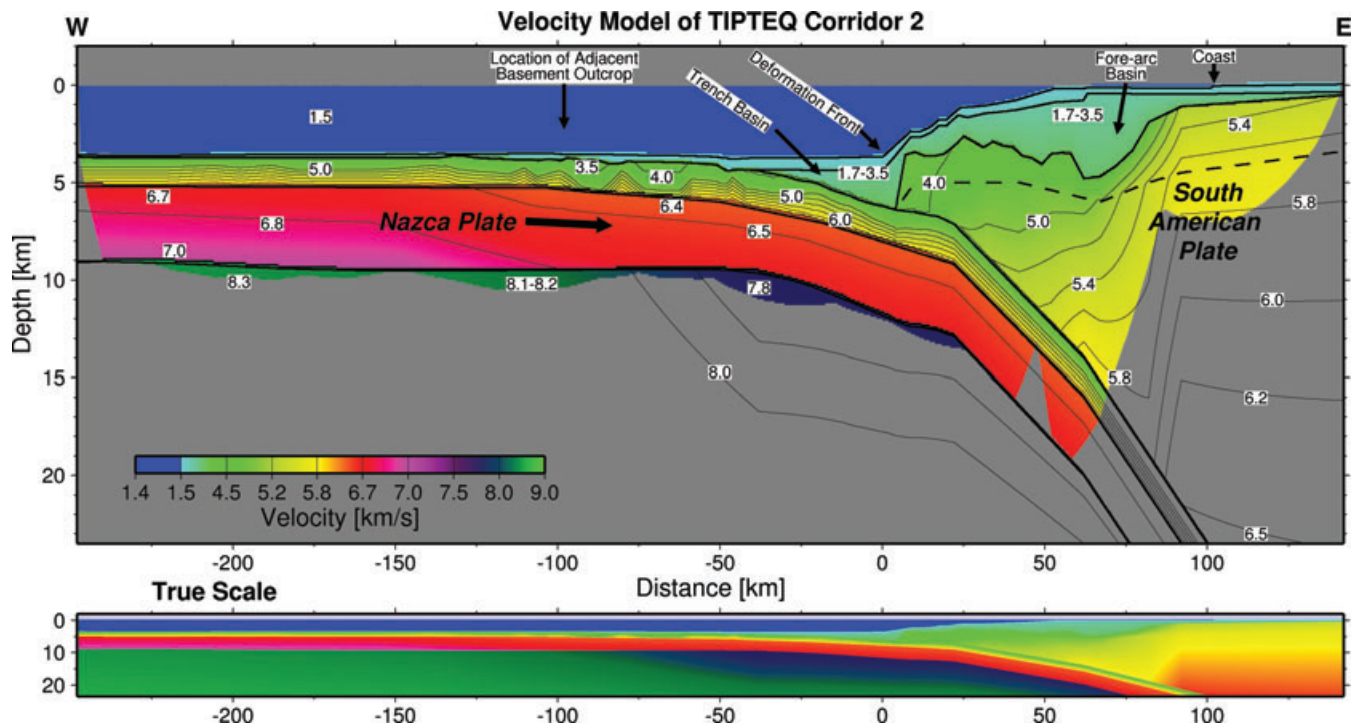 Velocity Model of TIPTEQ Corridor 2
W
E
Location of Adjacent
Basement Outcrop
Trench Basin
Deformation Front
Fore-arc
Basin
Coast
0
5
10
15
20
Depth [km]
1.5
5.0
3.5
4.0
5.0
6.0
1.7-3.5
1.7-3.5
5.4
4.0
5.0
5.4
5.8
5.8
6.0
6.2
6.5
6.7
6.8
7.0
6.4
6.5
8.3
8.1-8.2
7.8
8.0
Nazca Plate
South
American
Plate
1.4 1.5 4.5 5.2 5.8 6.7 7.0 7.5 8.0 9.0
Velocity [km/s]
-200 -150 -100 -50 0 50 100
Distance [km]
True Scale
0
10
20
-200 -150 -100 -50 0 50 100